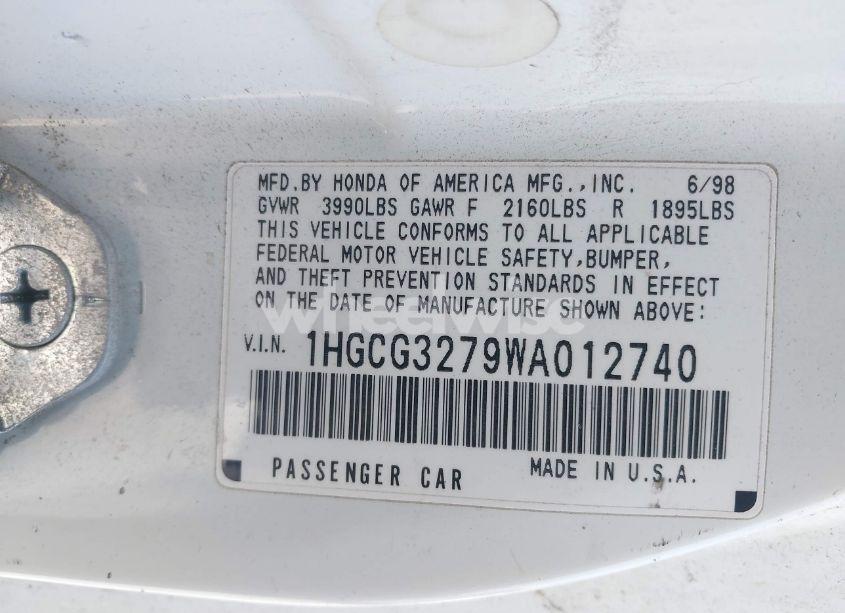 MFD.BY HONDA OF AMERICA MFG.,INC. 6/98
GVWR 3990LBS GAWR F 2160LBS R 1895LBS
THIS VEHICLE CONFORMS TO ALL APPLICABLE
FEDERAL MOTOR VEHICLE SAFETY,BUMPER,
AND THEFT PREVENTION STANDARDS IN EFFECT
ON THE DATE OF MANUFACTURE SHOWN ABOVE:
wheelwise
V.I.N. 1HGCG3279WA012740
PASSENGER CAR MADE IN U.S.A.